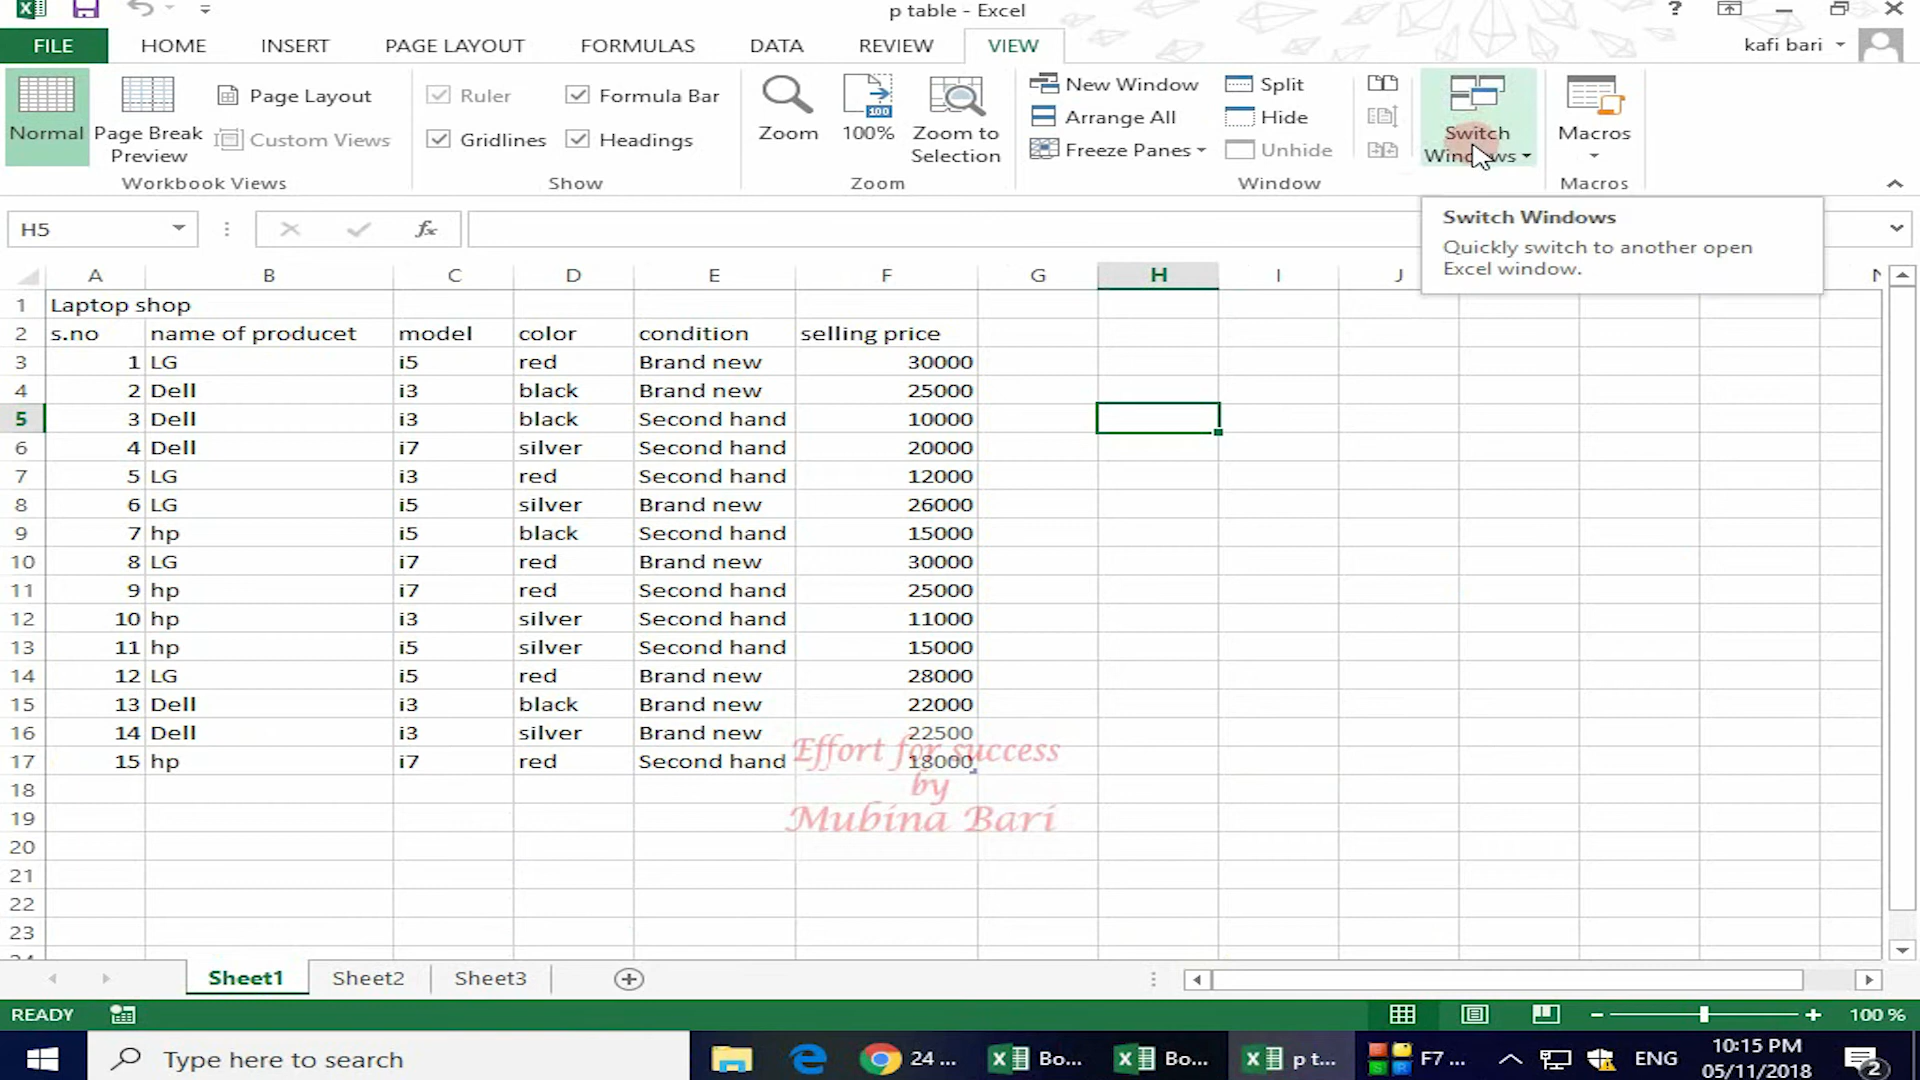 p table - Excel
?
FILE HOME INSERT PAGE LAYOUT FORMULAS DATA REVIEW VIEW kafi bari
Normal
Page Break
Preview
Page Layout
Custom Views
Workbook Views
Ruler
Formula Bar
Gridlines
Headings
Show
Zoom
100
100%
Zoom to
Selection
Zoom
New Window
Arrange All
Freeze Panes
Split
Hide
Unhide
Window
Switch
Windows
Macros
Macros
H5
fx
Switch Windows
Quickly switch to another open
Excel window.
A B C D E F G H I J
1 Laptop shop
2 s.no name of producet model color condition selling price
3 1 LG i5 red Brand new 30000
4 2 Dell i3 black Brand new 25000
5 3 Dell i3 black Second hand 10000
6 4 Dell i7 silver Second hand 20000
7 5 LG i3 red Second hand 12000
8 6 LG i5 silver Brand new 26000
9 7 hp i5 black Second hand 15000
10 8 LG i7 red Brand new 30000
11 9 hp i7 red Second hand 25000
12 10 hp i3 silver Second hand 11000
13 11 hp i5 silver Second hand 15000
14 12 LG i5 red Brand new 28000
15 13 Dell i3 black Brand new 22000
16 14 Dell i3 silver Brand new 22500
17 15 hp i7 red Second hand 18000
Effort for success
by
Mubina Bari
18
19
20
21
22
23
Sheet1 Sheet2 Sheet3
READY 100 %
Type here to search 24 ... Bo... Bo... p t... F7 ... ENG 10:15 PM
05/11/2018
2